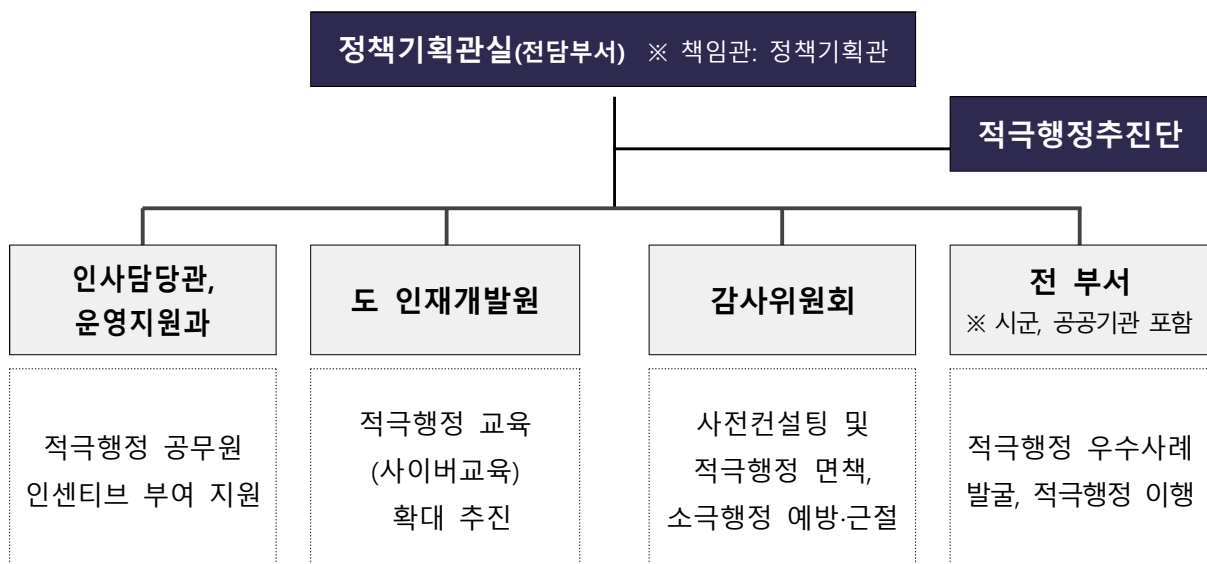 정책기획관실(전담부서) ※ 책임관: 정책기획관
적극행정추진단
인사담당관,
운영지원과
도 인재개발원
감사위원회
전 부서
※ 시군, 공공기관 포함
적극행정 공무원
인센티브 부여 지원
적극행정 교육
(사이버교육)
확대 추진
사전컨설팅 및
적극행정 면책,
소극행정 예방·근절
적극행정 우수사례
발굴, 적극행정 이행